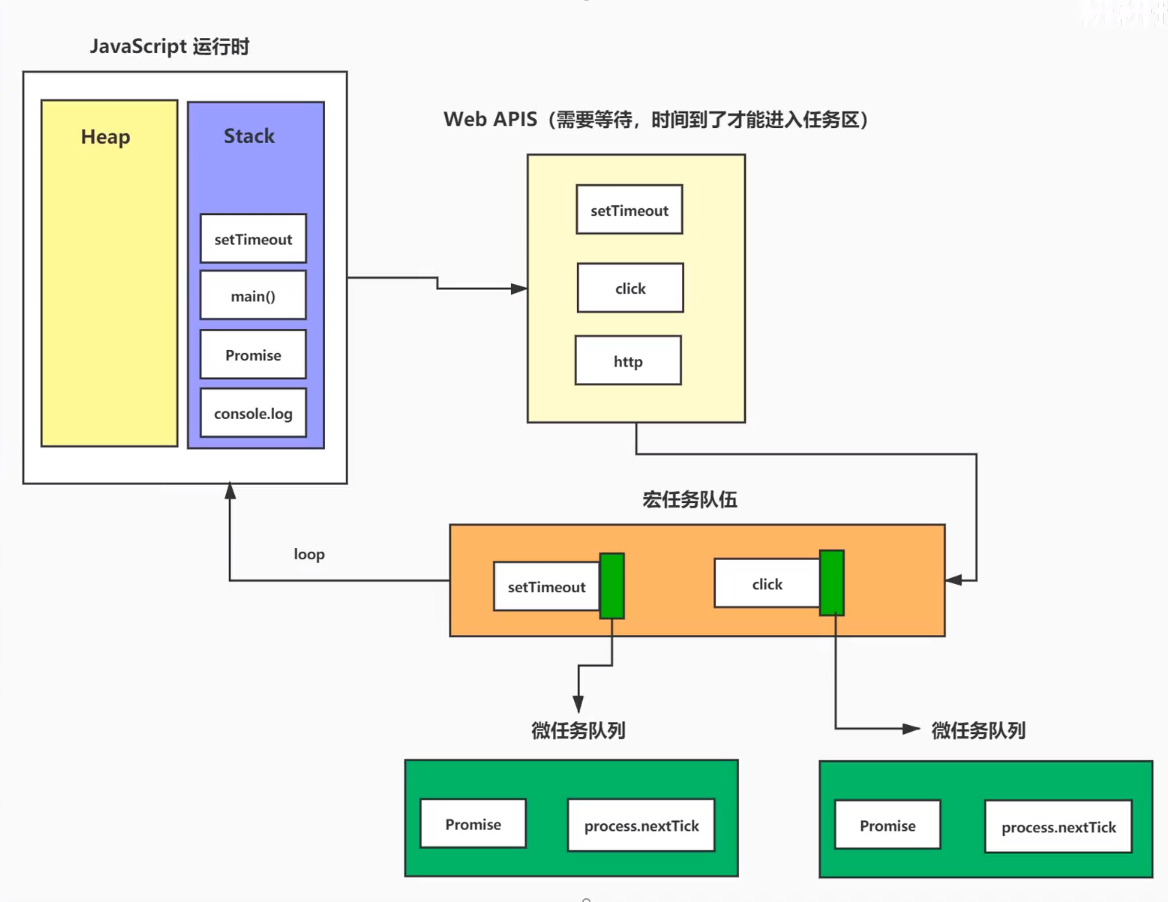 JavaScript 运行时
Heap
Stack
setTimeout
main()
Promise
console.log
Web APIS（需要等待，时间到了才能进入任务区）
setTimeout
click
http
宏任务队伍
loop
setTimeout
click
微任务队列
微任务队列
Promise
process.nextTick
Promise
process.nextTick